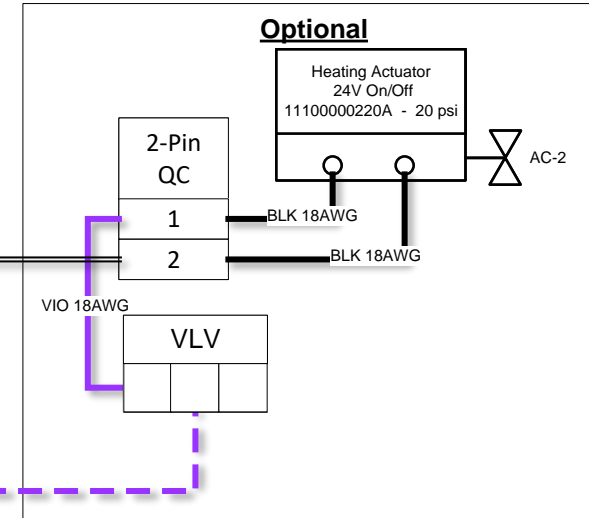 Optional
Heating Actuator
24V On/Off
11100000220A - 20 psi
AC-2
2-Pin
QC
1
BLK 18AWG
2
BLK 18AWG
VIO 18AWG
VLV